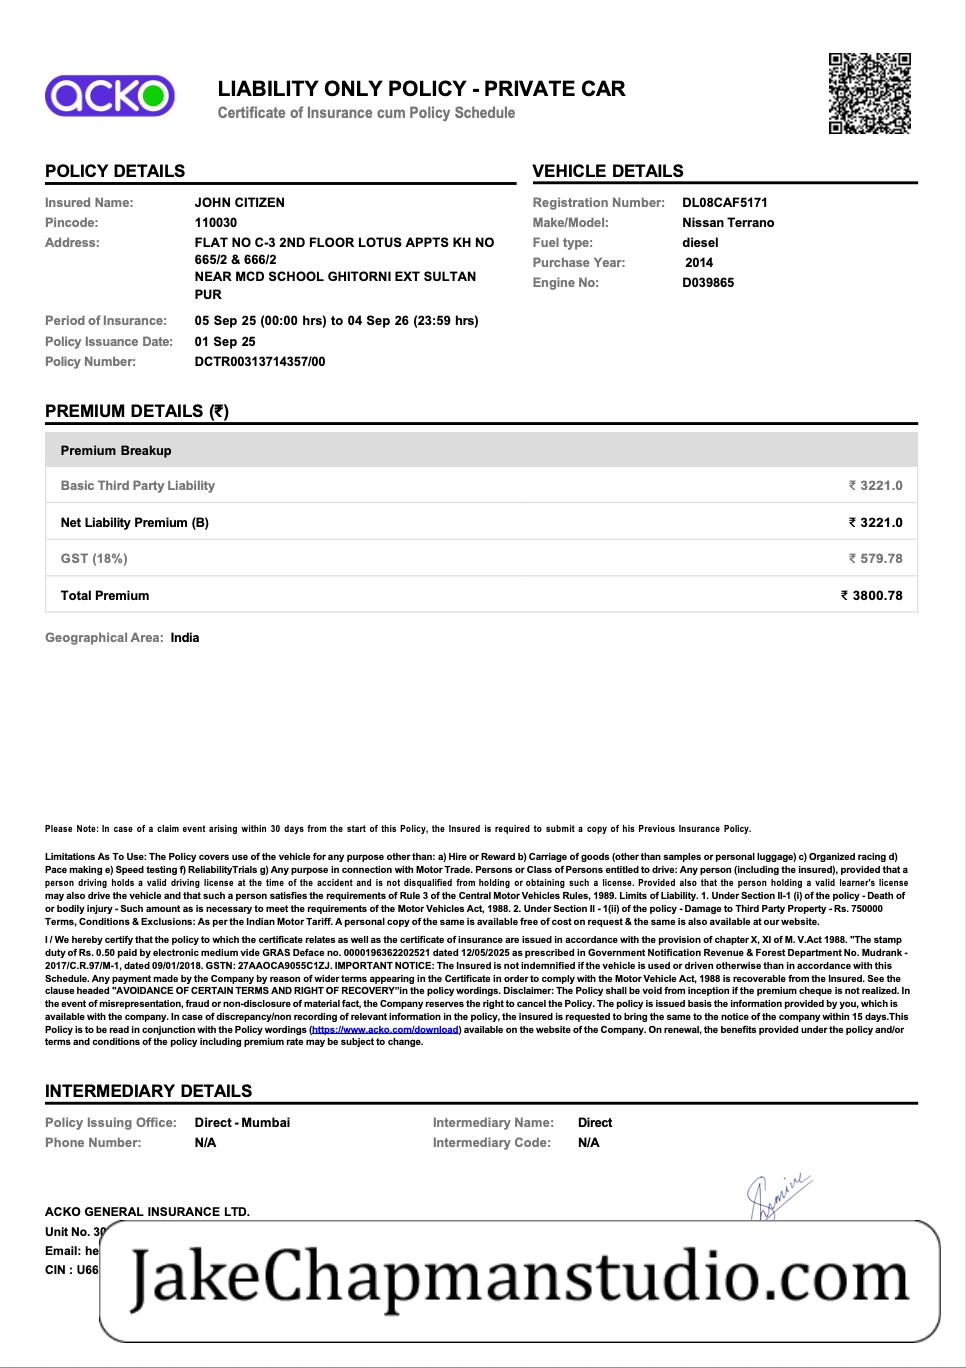 acko
LIABILITY ONLY POLICY - PRIVATE CAR
Certificate of Insurance cum Policy Schedule
POLICY DETAILS
Insured Name: JOHN CITIZEN
Pincode: 110030
Address: FLAT NO C-3 2ND FLOOR LOTUS APPTS KH NO
665/2 & 666/2
NEAR MCD SCHOOL GHITORNI EXT SULTAN
PUR
Period of Insurance: 05 Sep 25 (00:00 hrs) to 04 Sep 26 (23:59 hrs)
Policy Issuance Date: 01 Sep 25
Policy Number: DCTR00313714357/00
VEHICLE DETAILS
Registration Number: DL08CAF5171
Make/Model: Nissan Terrano
Fuel type: diesel
Purchase Year: 2014
Engine No: D039865
PREMIUM DETAILS (₹)
Premium Breakup
Basic Third Party Liability ₹ 3221.0
Net Liability Premium (B) ₹ 3221.0
GST (18%) ₹ 579.78
Total Premium ₹ 3800.78
Geographical Area: India
Please Note: In case of a claim event arising within 30 days from the start of this Policy, the Insured is required to submit a copy of his Previous Insurance Policy.
Limitations As To Use: The Policy covers use of the vehicle for any purpose other than: a) Hire or Reward b) Carriage of goods (other than samples or personal luggage) c) Organized racing d)
Pace making e) Speed testing f) ReliabilityTrials g) Any purpose in connection with Motor Trade. Persons or Class of Persons entitled to drive: Any person (including the insured), provided that a
person driving holds a valid driving license at the time of the accident and is not disqualified from holding or obtaining such a license. Provided also that the person holding a valid learner's license
may also drive the vehicle and that such a person satisfies the requirements of Rule 3 of the Central Motor Vehicles Rules, 1989. Limits of Liability. 1. Under Section II-1 (i) of the policy - Death of
or bodily injury - Such amount as is necessary to meet the requirements of the Motor Vehicles Act, 1988. 2. Under Section II - 1(ii) of the policy - Damage to Third Party Property - Rs. 750000
Terms, Conditions & Exclusions: As per the Indian Motor Tariff. A personal copy of the same is available free of cost on request & the same is also available at our website.
I / We hereby certify that the policy to which the certificate relates as well as the certificate of insurance are issued in accordance with the provision of chapter X, XI of M. V.Act 1988. "The stamp
duty of Rs. 0.50 paid by electronic medium vide GRAS Deface no. 0000196362202521 dated 12/05/2025 as prescribed in Government Notification Revenue & Forest Department No. Mudrank -
2017/C.R.97/M-1, dated 09/01/2018. GSTN: 27AAOCA9055C1ZJ. IMPORTANT NOTICE: The Insured is not indemnified if the vehicle is used or driven otherwise than in accordance with this
Schedule. Any payment made by the Company by reason of wider terms appearing in the Certificate in order to comply with the Motor Vehicle Act, 1988 is recoverable from the Insured. See the
clause headed "AVOIDANCE OF CERTAIN TERMS AND RIGHT OF RECOVERY"in the policy wordings. Disclaimer: The Policy shall be void from inception if the premium cheque is not realized. In
the event of misrepresentation, fraud or non-disclosure of material fact, the Company reserves the right to cancel the Policy. The policy is issued basis the information provided by you, which is
available with the company. In case of discrepancy/non recording of relevant information in the policy, the insured is requested to bring the same to the notice of the company within 15 days.This
Policy is to be read in conjunction with the Policy wordings (https://www.acko.com/download) available on the website of the Company. On renewal, the benefits provided under the policy and/or
terms and conditions of the policy including premium rate may be subject to change.
INTERMEDIARY DETAILS
Policy Issuing Office: Direct - Mumbai Intermediary Name: Direct
Phone Number: N/A Intermediary Code: N/A
ACKO GENERAL INSURANCE LTD.
Unit No. 30
Email: he
CIN : U66
JakeChapmanstudio.com